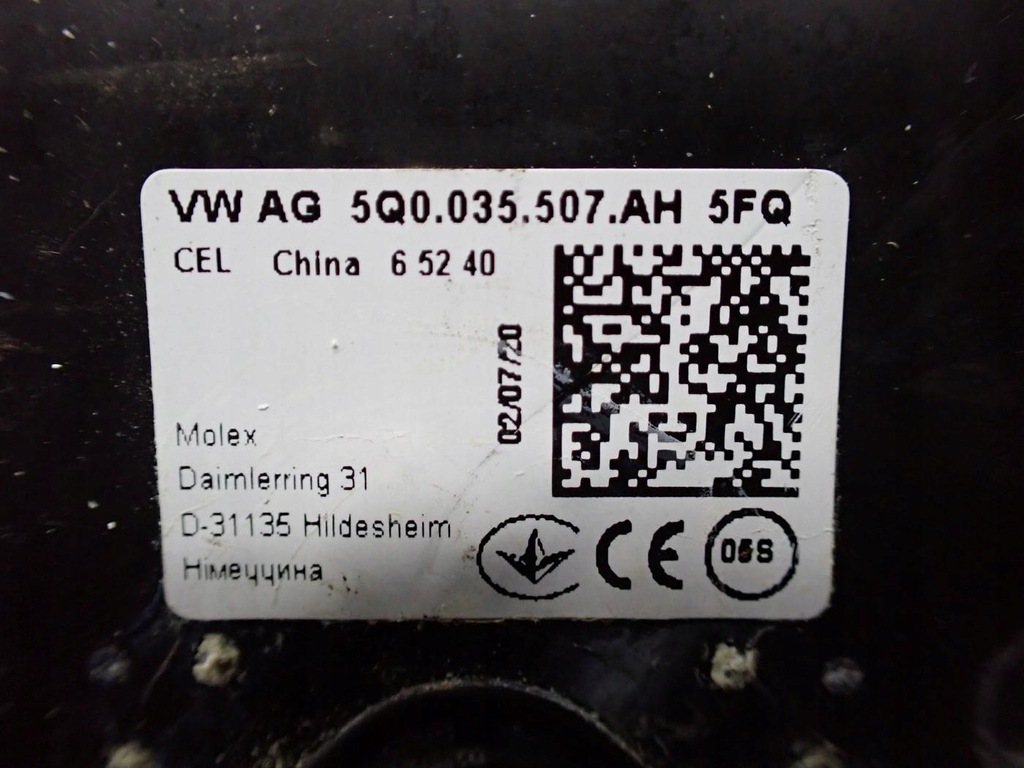 VW AG 5Q0.035.507.AH 5FQ
CEL China 6 52 40
02/07/20
Molex
Daimlerring 31
D-31135 Hildesheim
Німеччина
CE
05S